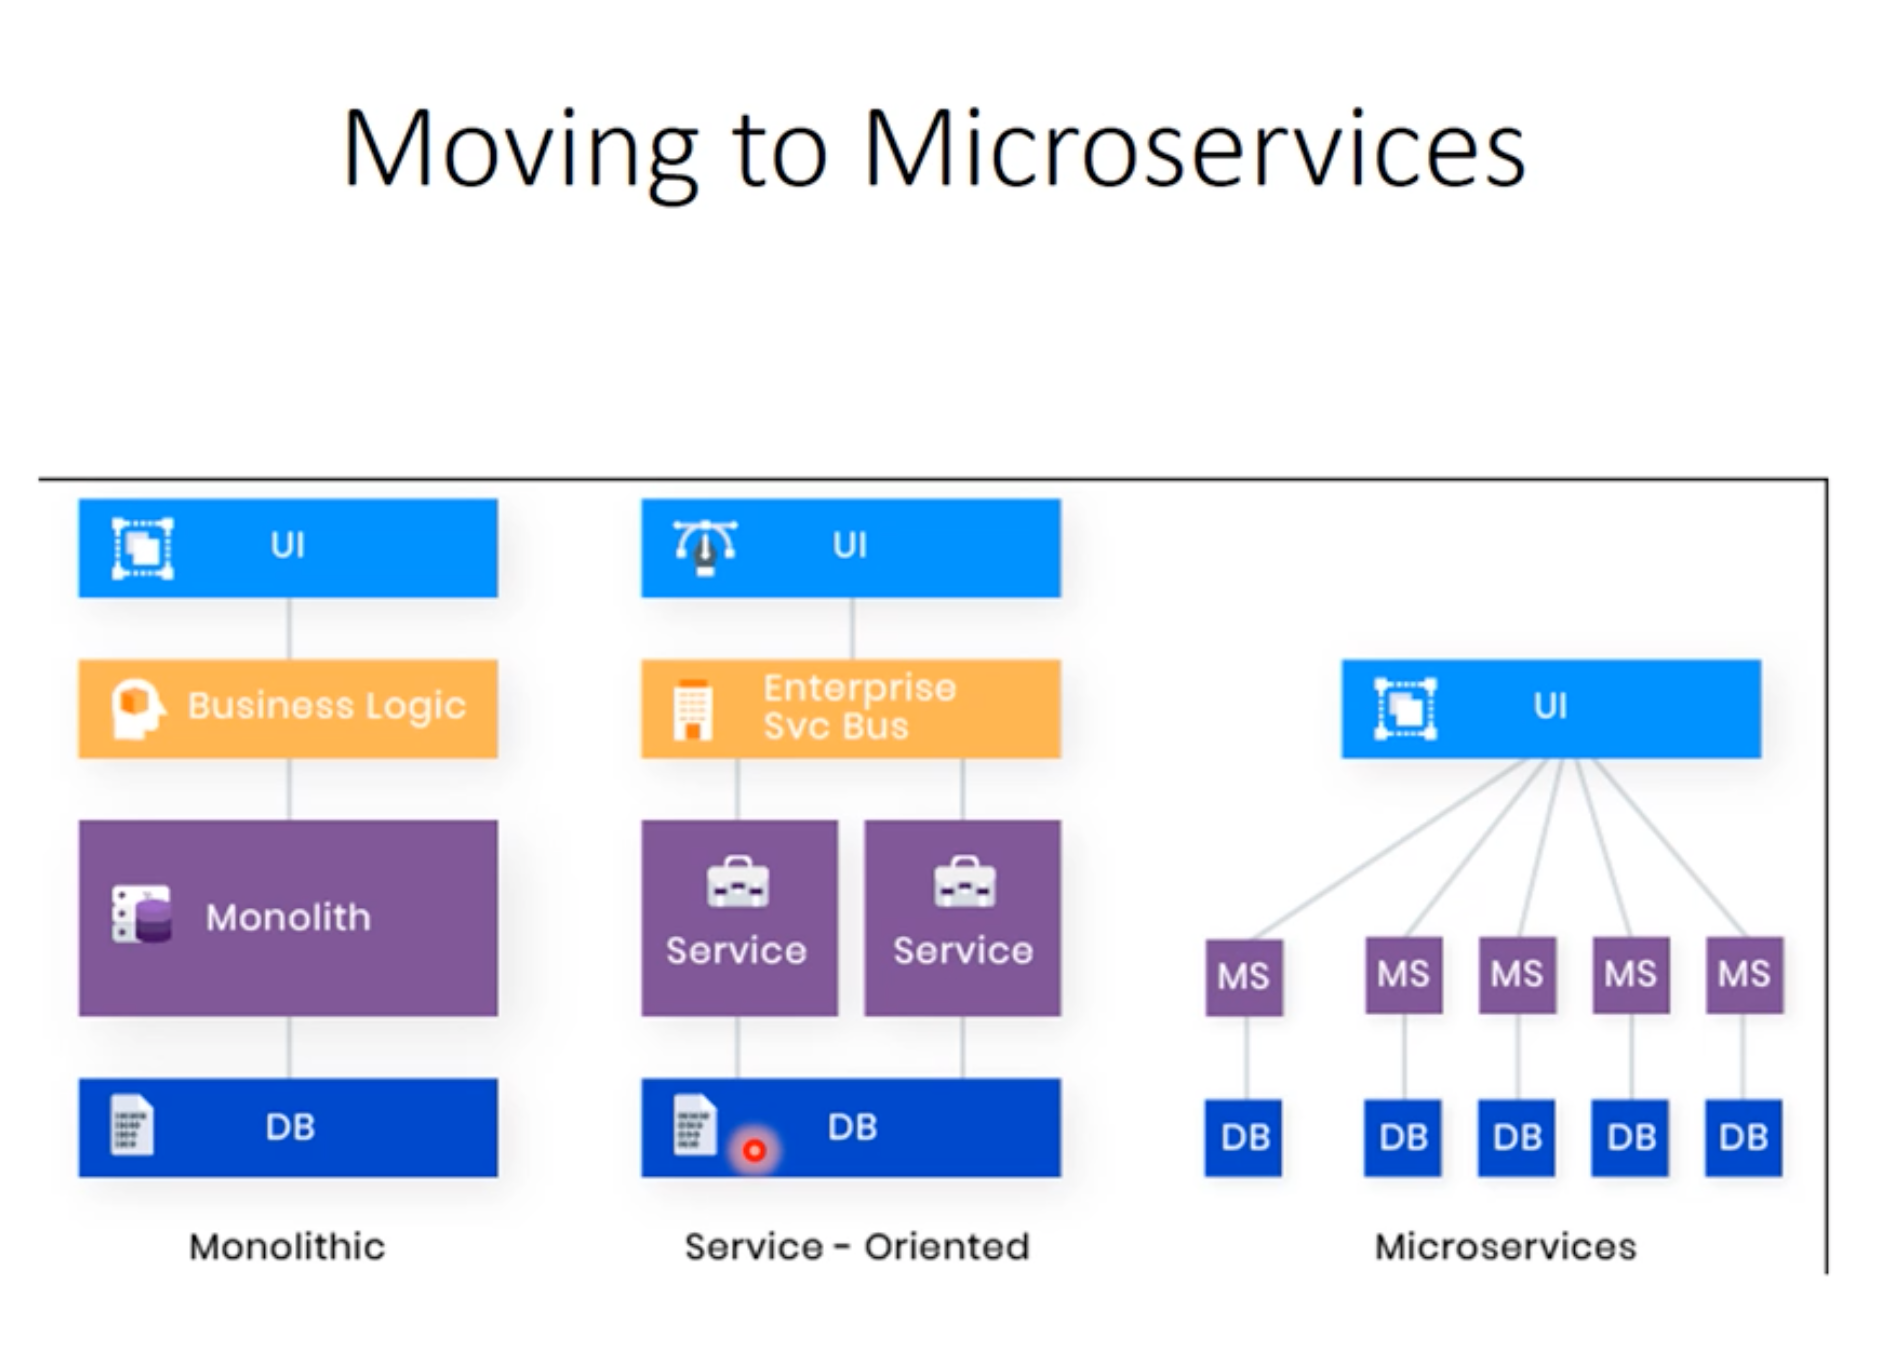 Moving to Microservices
UI
Business Logic
Monolith
DB
Monolithic
UI
Enterprise
Svc Bus
Service
Service
DB
Service - Oriented
UI
MS
MS
MS
MS
MS
DB
DB
DB
DB
DB
Microservices